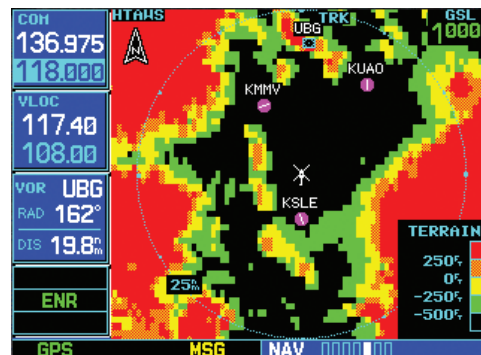 COM
136.975
118.000
VLOC
117.40
108.00
VOR UBG
RAD 162°
DIS 19.8nm
ENR
GPS
HTAWS
N
TRK
GSL
1000
UBG
KUAO
KMMV
KSLE
25nm
TERRAIN
250FT
0FT
-250FT
-500FT
MSG
NAV